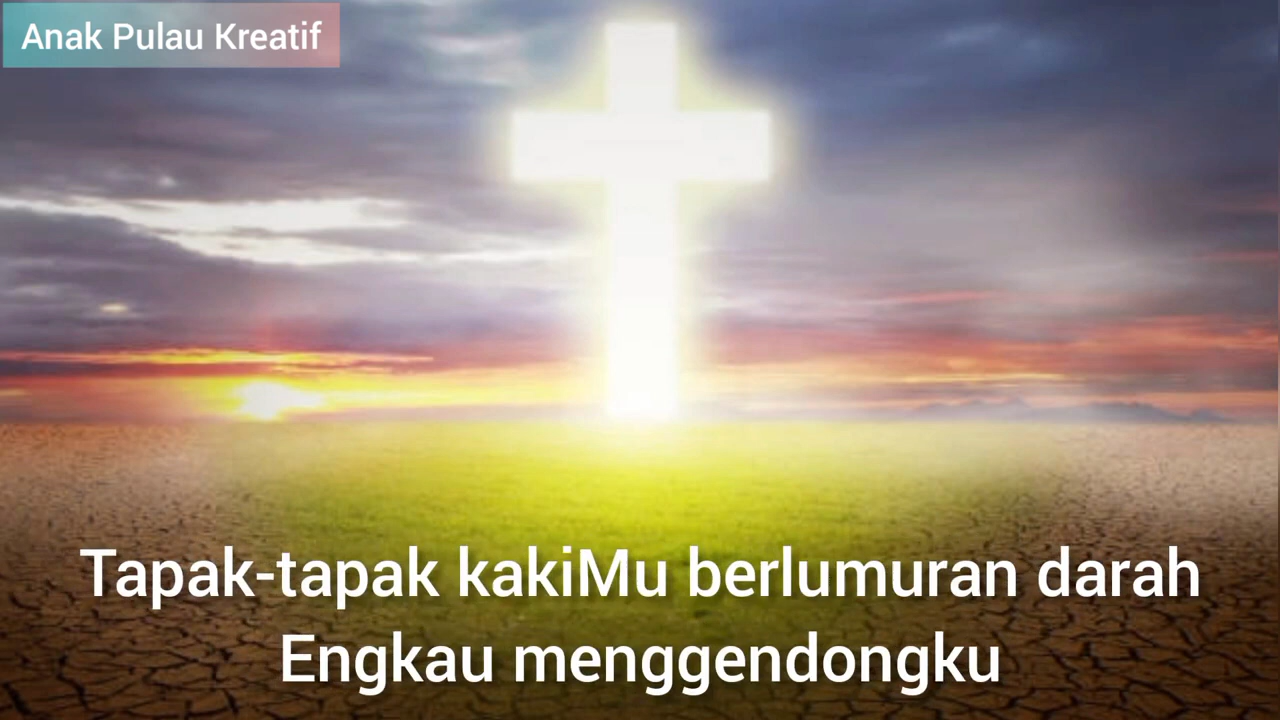 Anak Pulau Kreatif
Tapak-tapak kakiMu berlumuran darah
Engkau menggendongku